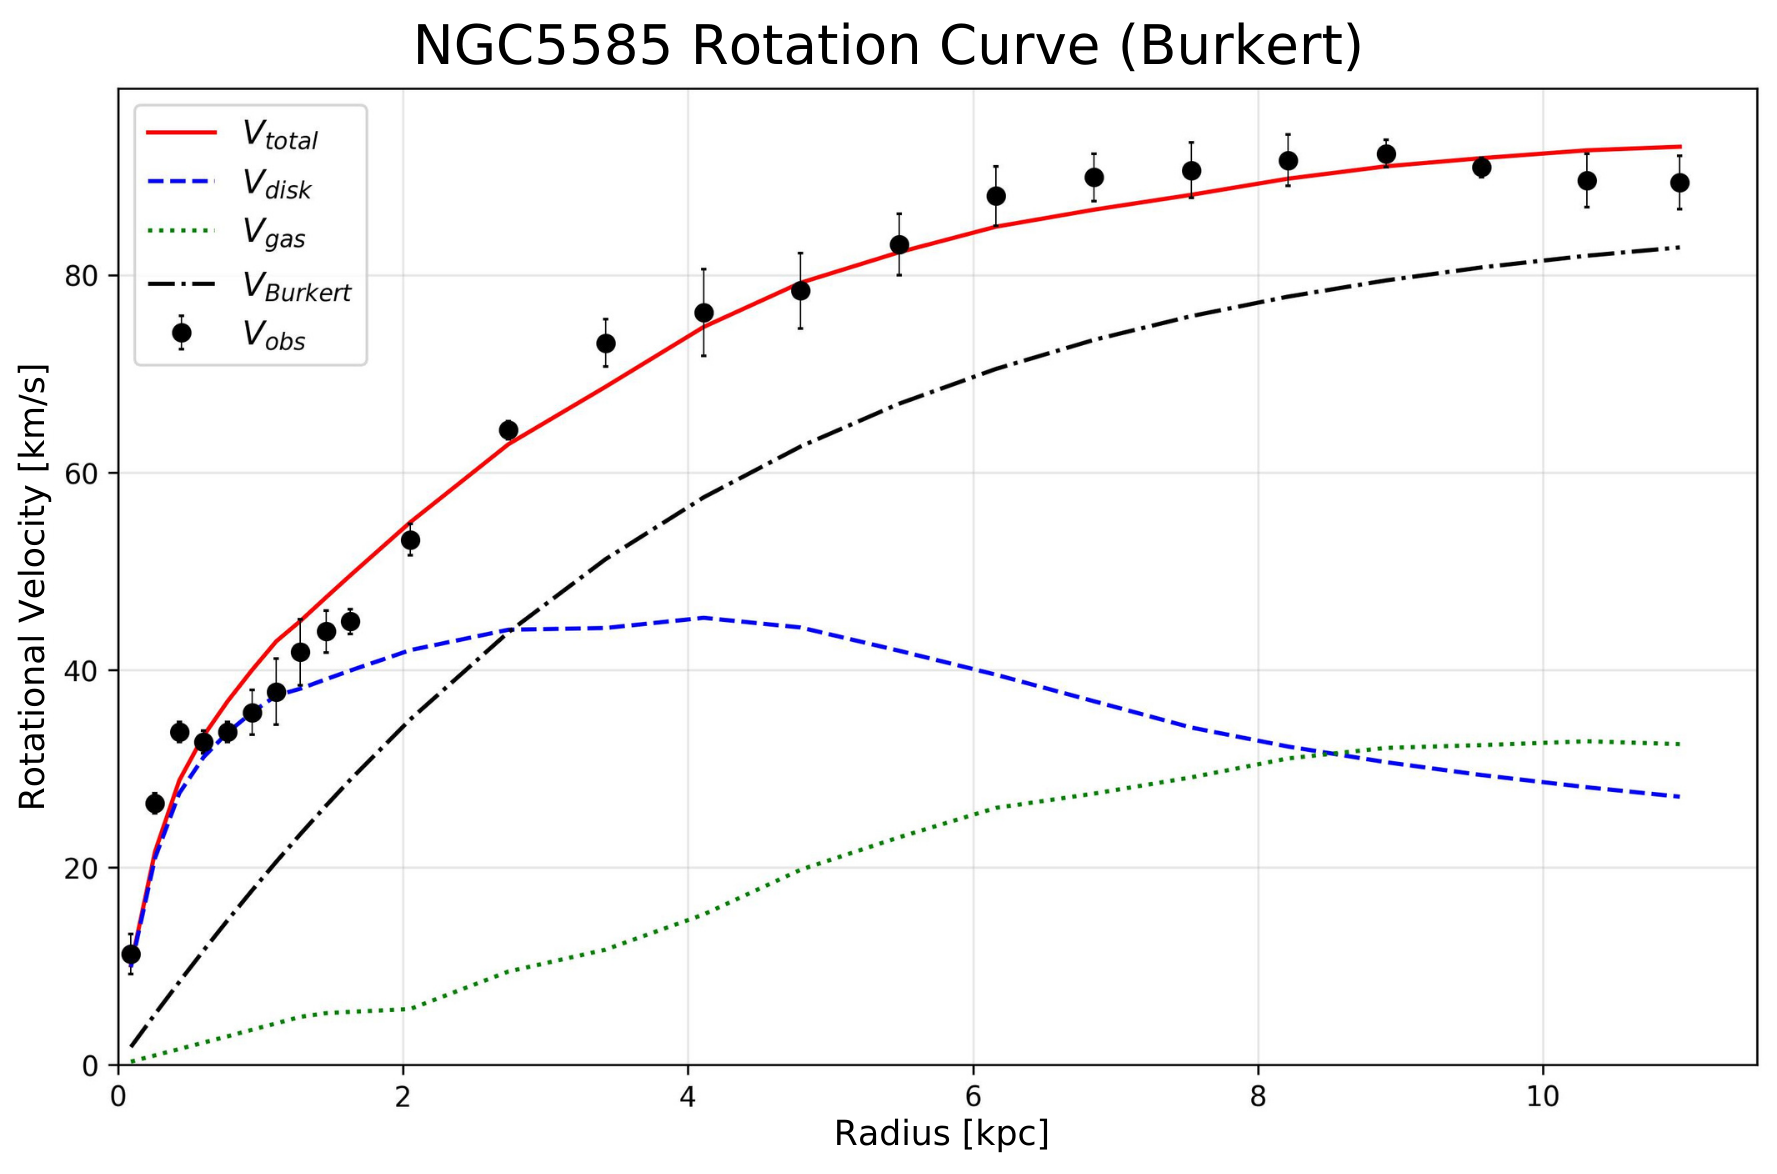 NGC5585 Rotation Curve (Burkert)
V_total
V_disk
V_gas
V_Burkert
V_obs
Rotational Velocity [km/s]
80
60
40
20
0
0 2 4 6 8 10
Radius [kpc]